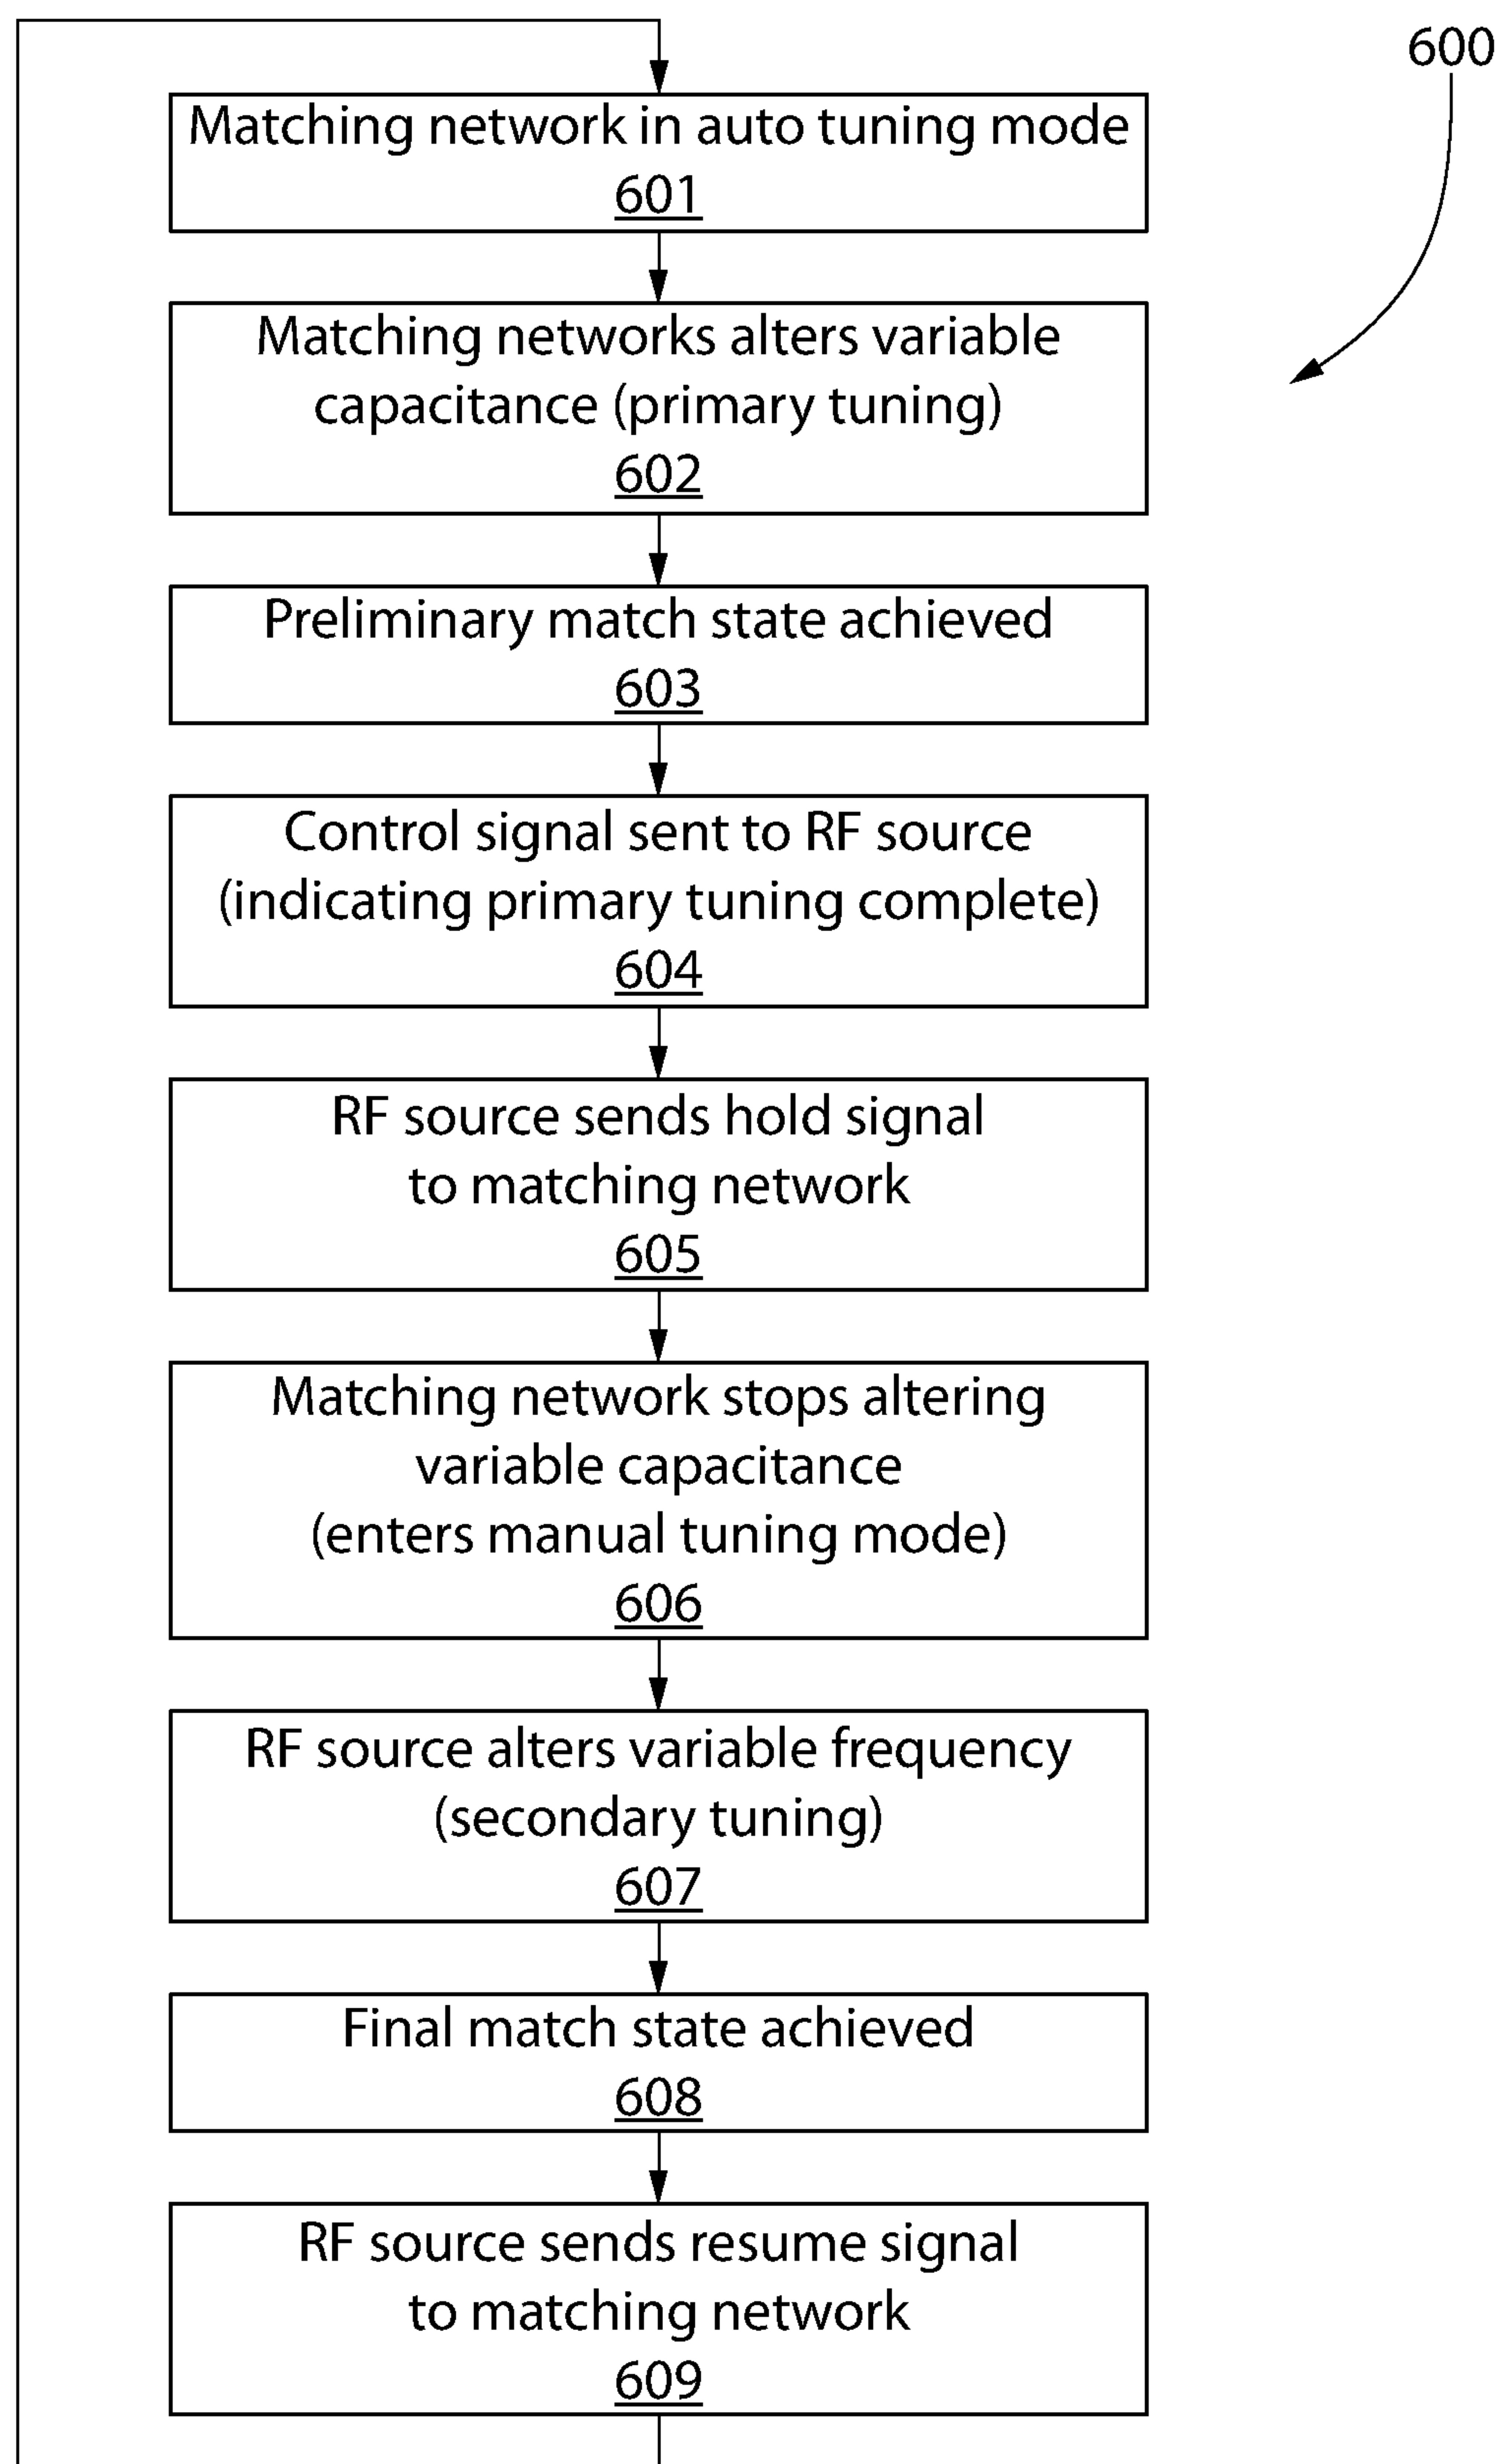 600
Matching network in auto tuning mode
601
Matching networks alters variable
capacitance (primary tuning)
602
Preliminary match state achieved
603
Control signal sent to RF source
(indicating primary tuning complete)
604
RF source sends hold signal
to matching network
605
Matching network stops altering
variable capacitance
(enters manual tuning mode)
606
RF source alters variable frequency
(secondary tuning)
607
Final match state achieved
608
RF source sends resume signal
to matching network
609